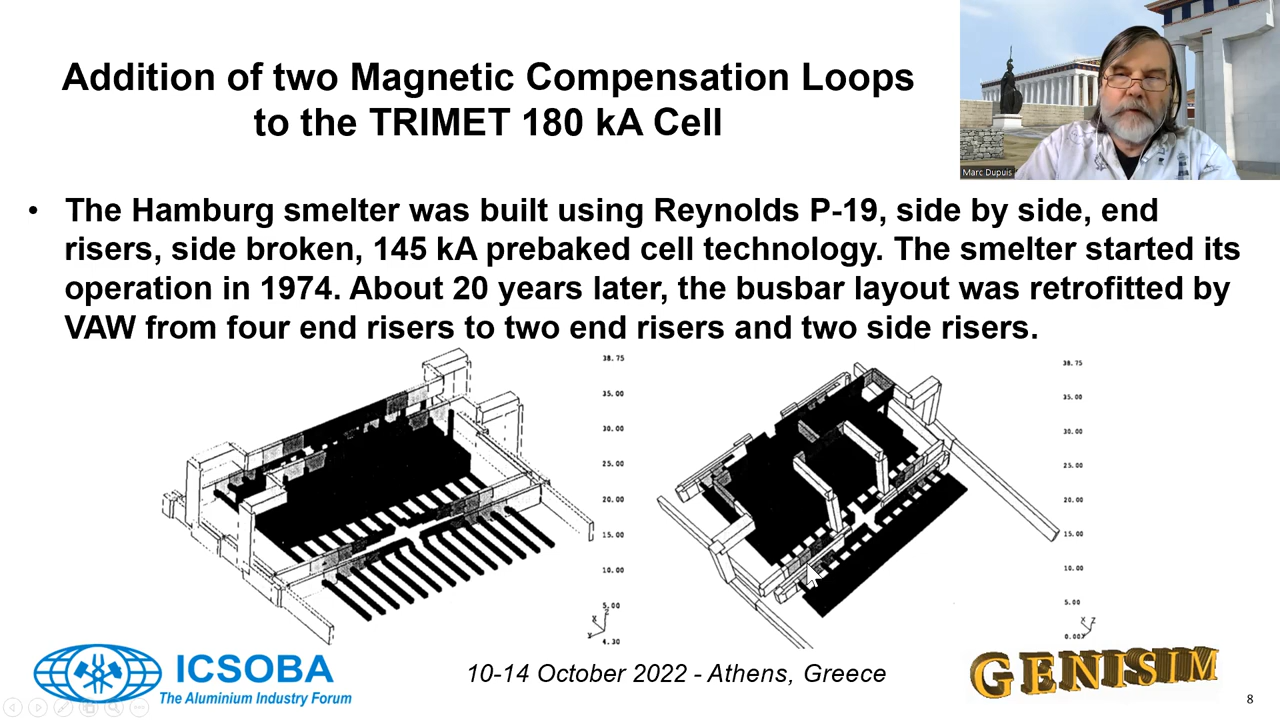 Addition of two Magnetic Compensation Loops
to the TRIMET 180 kA Cell
Marc Dupuis
• The Hamburg smelter was built using Reynolds P-19, side by side, end
risers, side broken, 145 kA prebaked cell technology. The smelter started its
operation in 1974. About 20 years later, the busbar layout was retrofitted by
VAW from four end risers to two end risers and two side risers.
38.75
35.00
30.00
25.00
20.00
15.00
10.00
5.00
4.30
X
Z
Y
38.75
35.00
30.00
25.00
20.00
15.00
10.00
5.00
0.007
X Z
Y
ICSOBA
The Aluminium Industry Forum
10-14 October 2022 - Athens, Greece
GENISIM
8